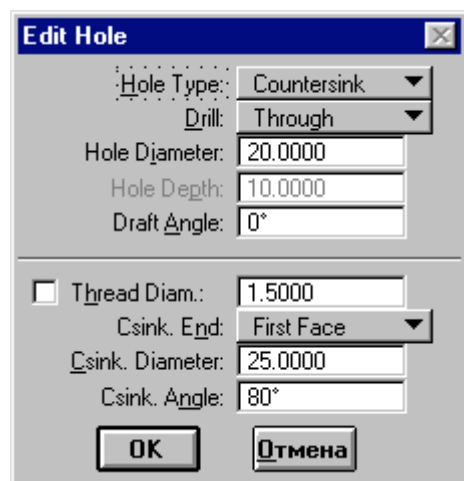 Edit Hole
Hole Type: Countersink
Drill: Through
Hole Diameter: 20.0000
Hole Depth: 10.0000
Draft Angle: 0°
Thread Diam.: 1.5000
Csink. End: First Face
Csink. Diameter: 25.0000
Csink. Angle: 80°
OK Отмена